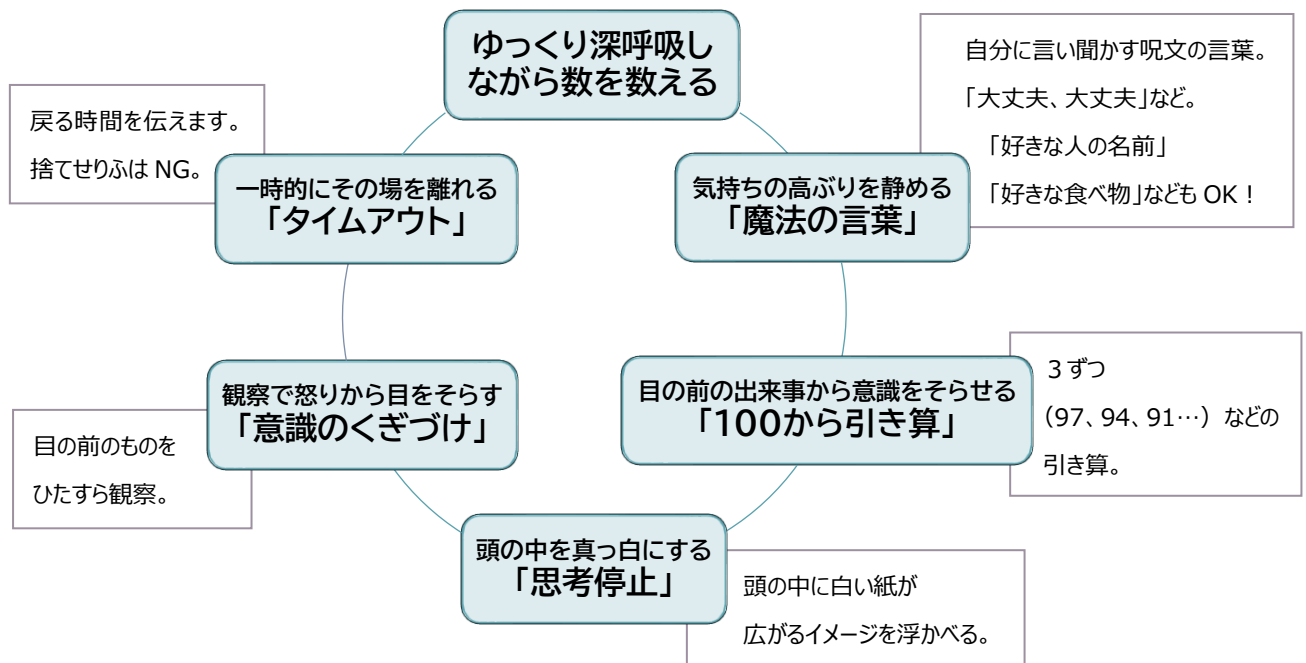 ゆっくり深呼吸し
ながら数を数える
自分に言い聞かす呪文の言葉。
「大丈夫、大丈夫」など。
「好きな人の名前」
「好きな食べ物」なども OK！
気持ちの高ぶりを静める
「魔法の言葉」
目の前の出来事から意識をそらせる
「100から引き算」
３ずつ
（97、94、91…）などの
引き算。
頭の中を真っ白にする
「思考停止」
頭の中に白い紙が
広がるイメージを浮かべる。
観察で怒りから目をそらす
「意識のくぎづけ」
目の前のものを
ひたすら観察。
一時的にその場を離れる
「タイムアウト」
戻る時間を伝えます。
捨てせりふは NG。